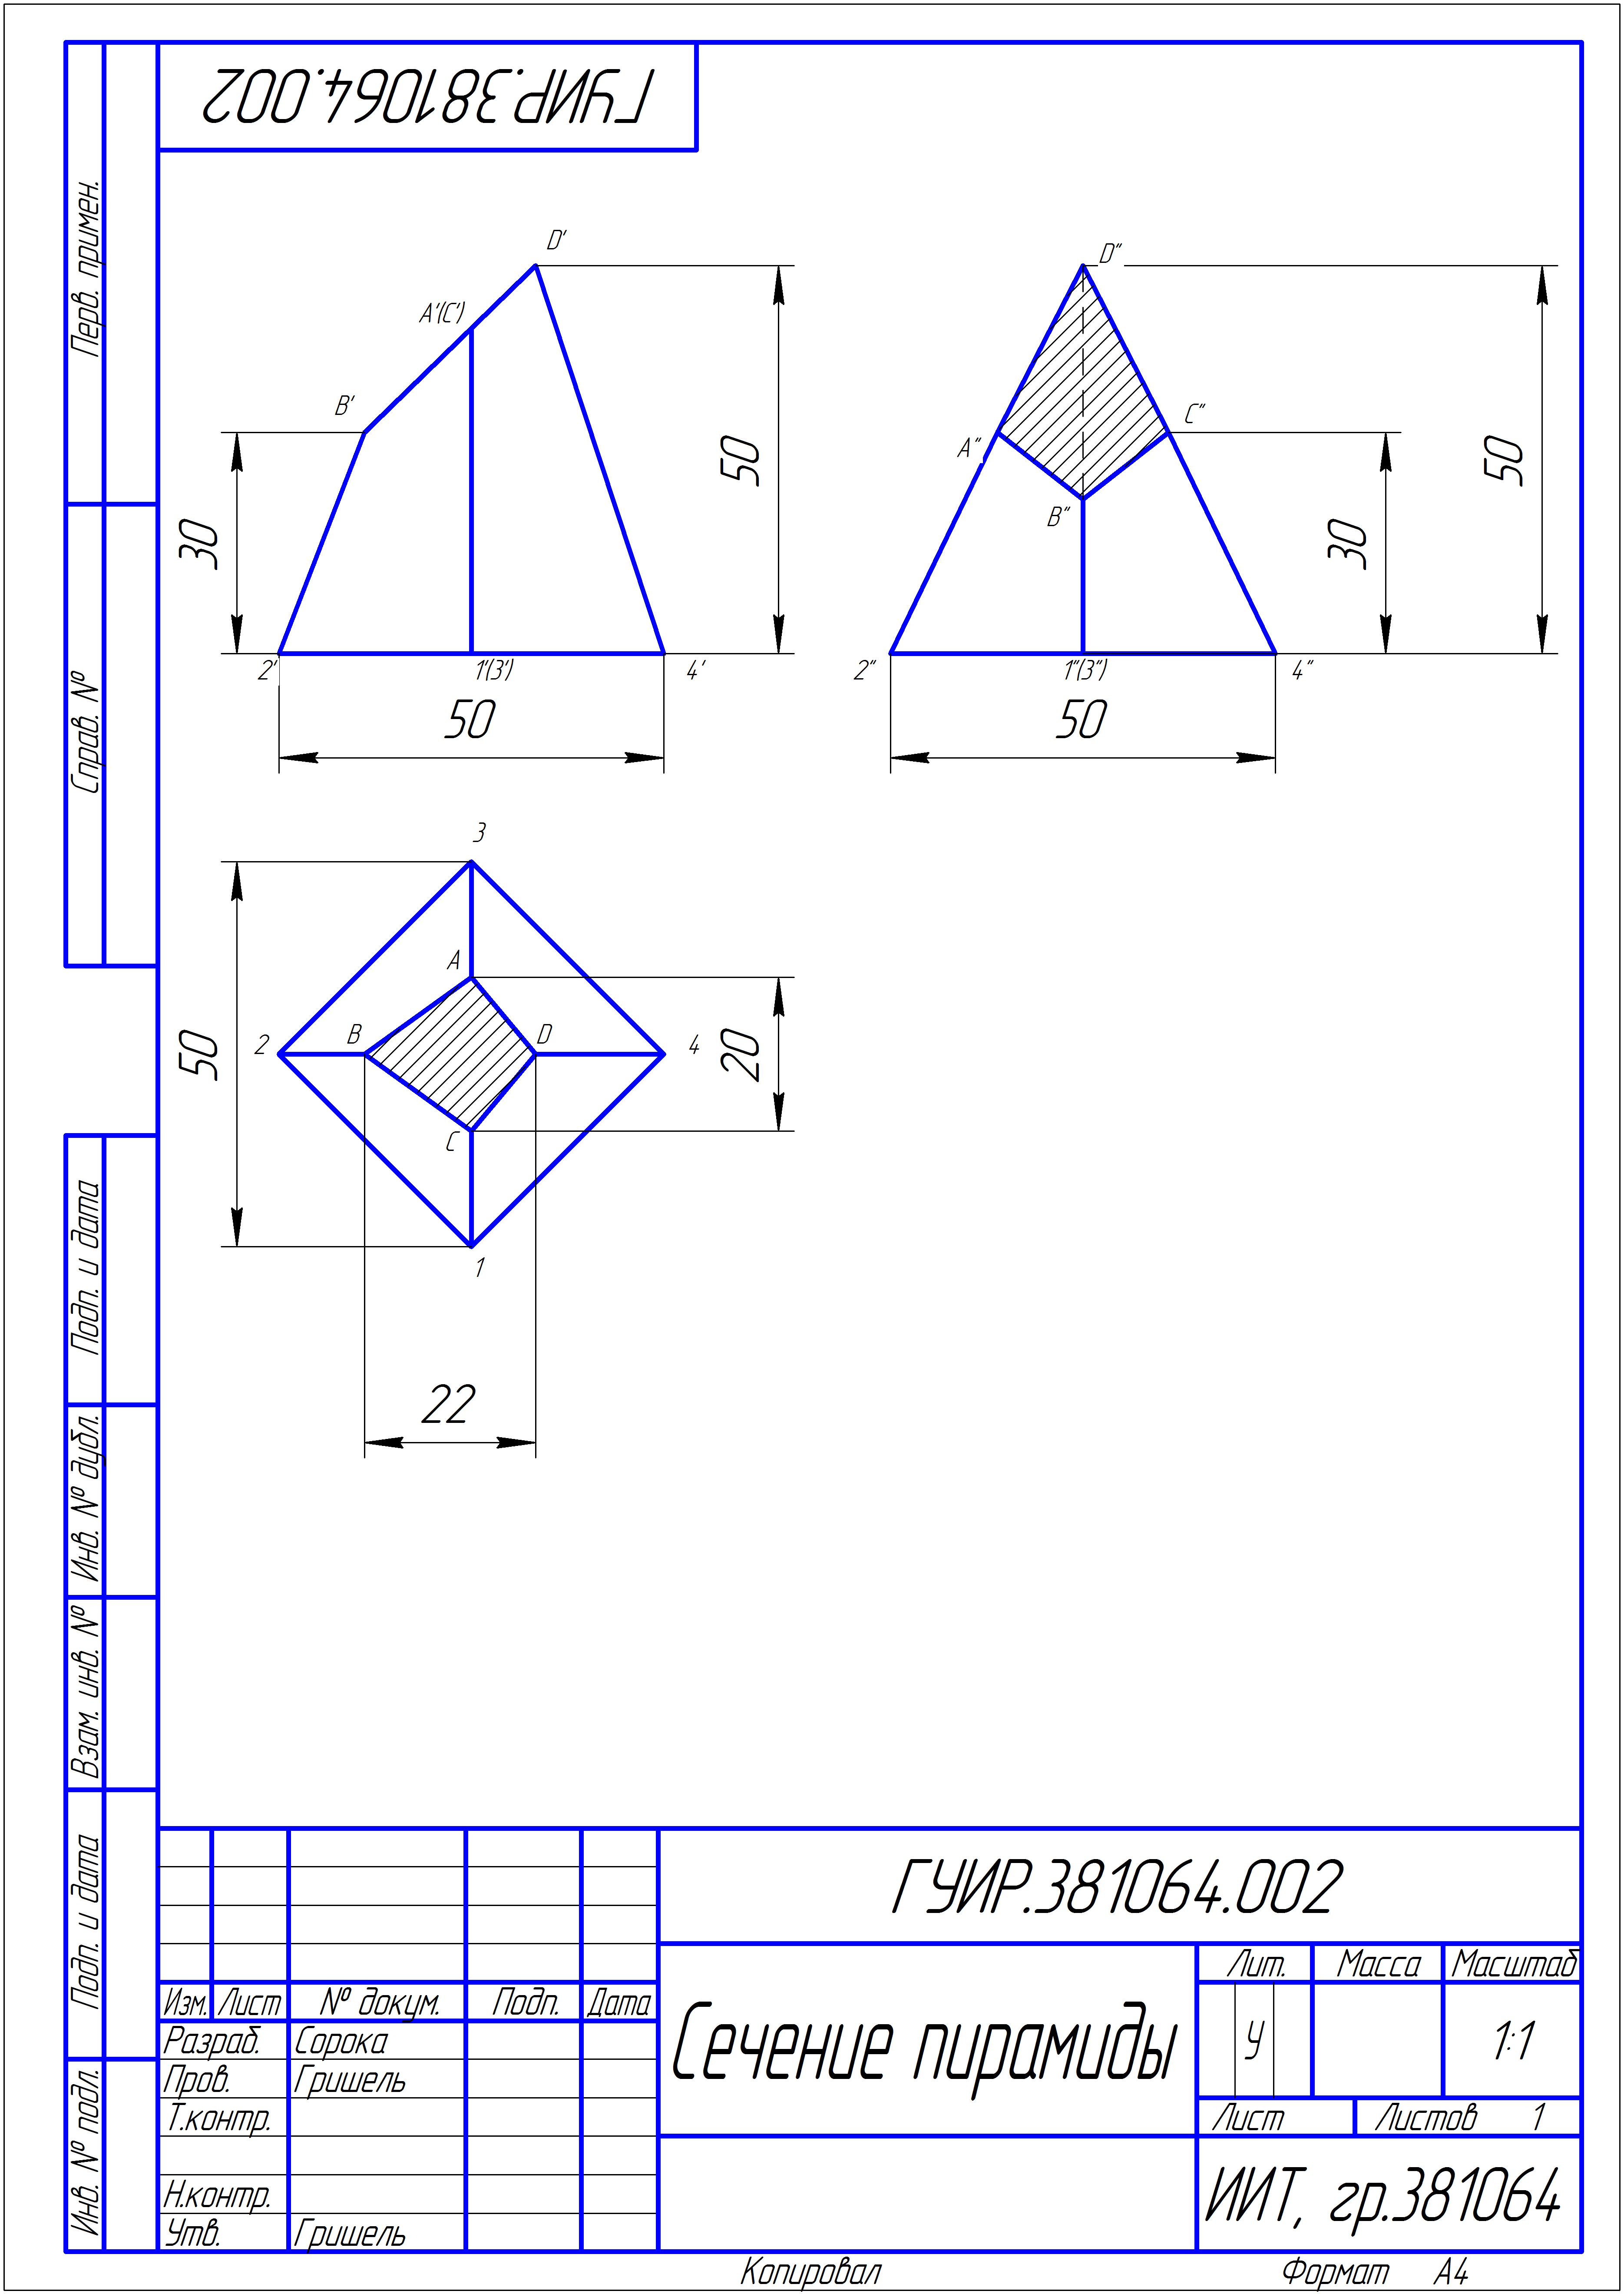 ГУИР.381064.002
Перв. примен.
Справ. №
Подп. и дата
Инв. № дубл.
Взам. инв. №
Подп. и дата
Инв. № подл.
D'
A'(C')
B'
30
50
2'
1'(3')
4'
50
D"
A"
C"
B"
30
50
2"
1"(3")
4"
50
3
A
B
D
2
4
C
1
50
20
22
ГУИР.381064.002
Изм. Лист № докум. Подп. Дата
Разраб. Сорока
Пров. Гришель
Т.контр.
Н.контр.
Утв. Гришель
Сечение пирамиды
Лит. Масса Масштаб
У 1:1
Лист Листов 1
ИИТ, гр.381064
Копировал Формат А4